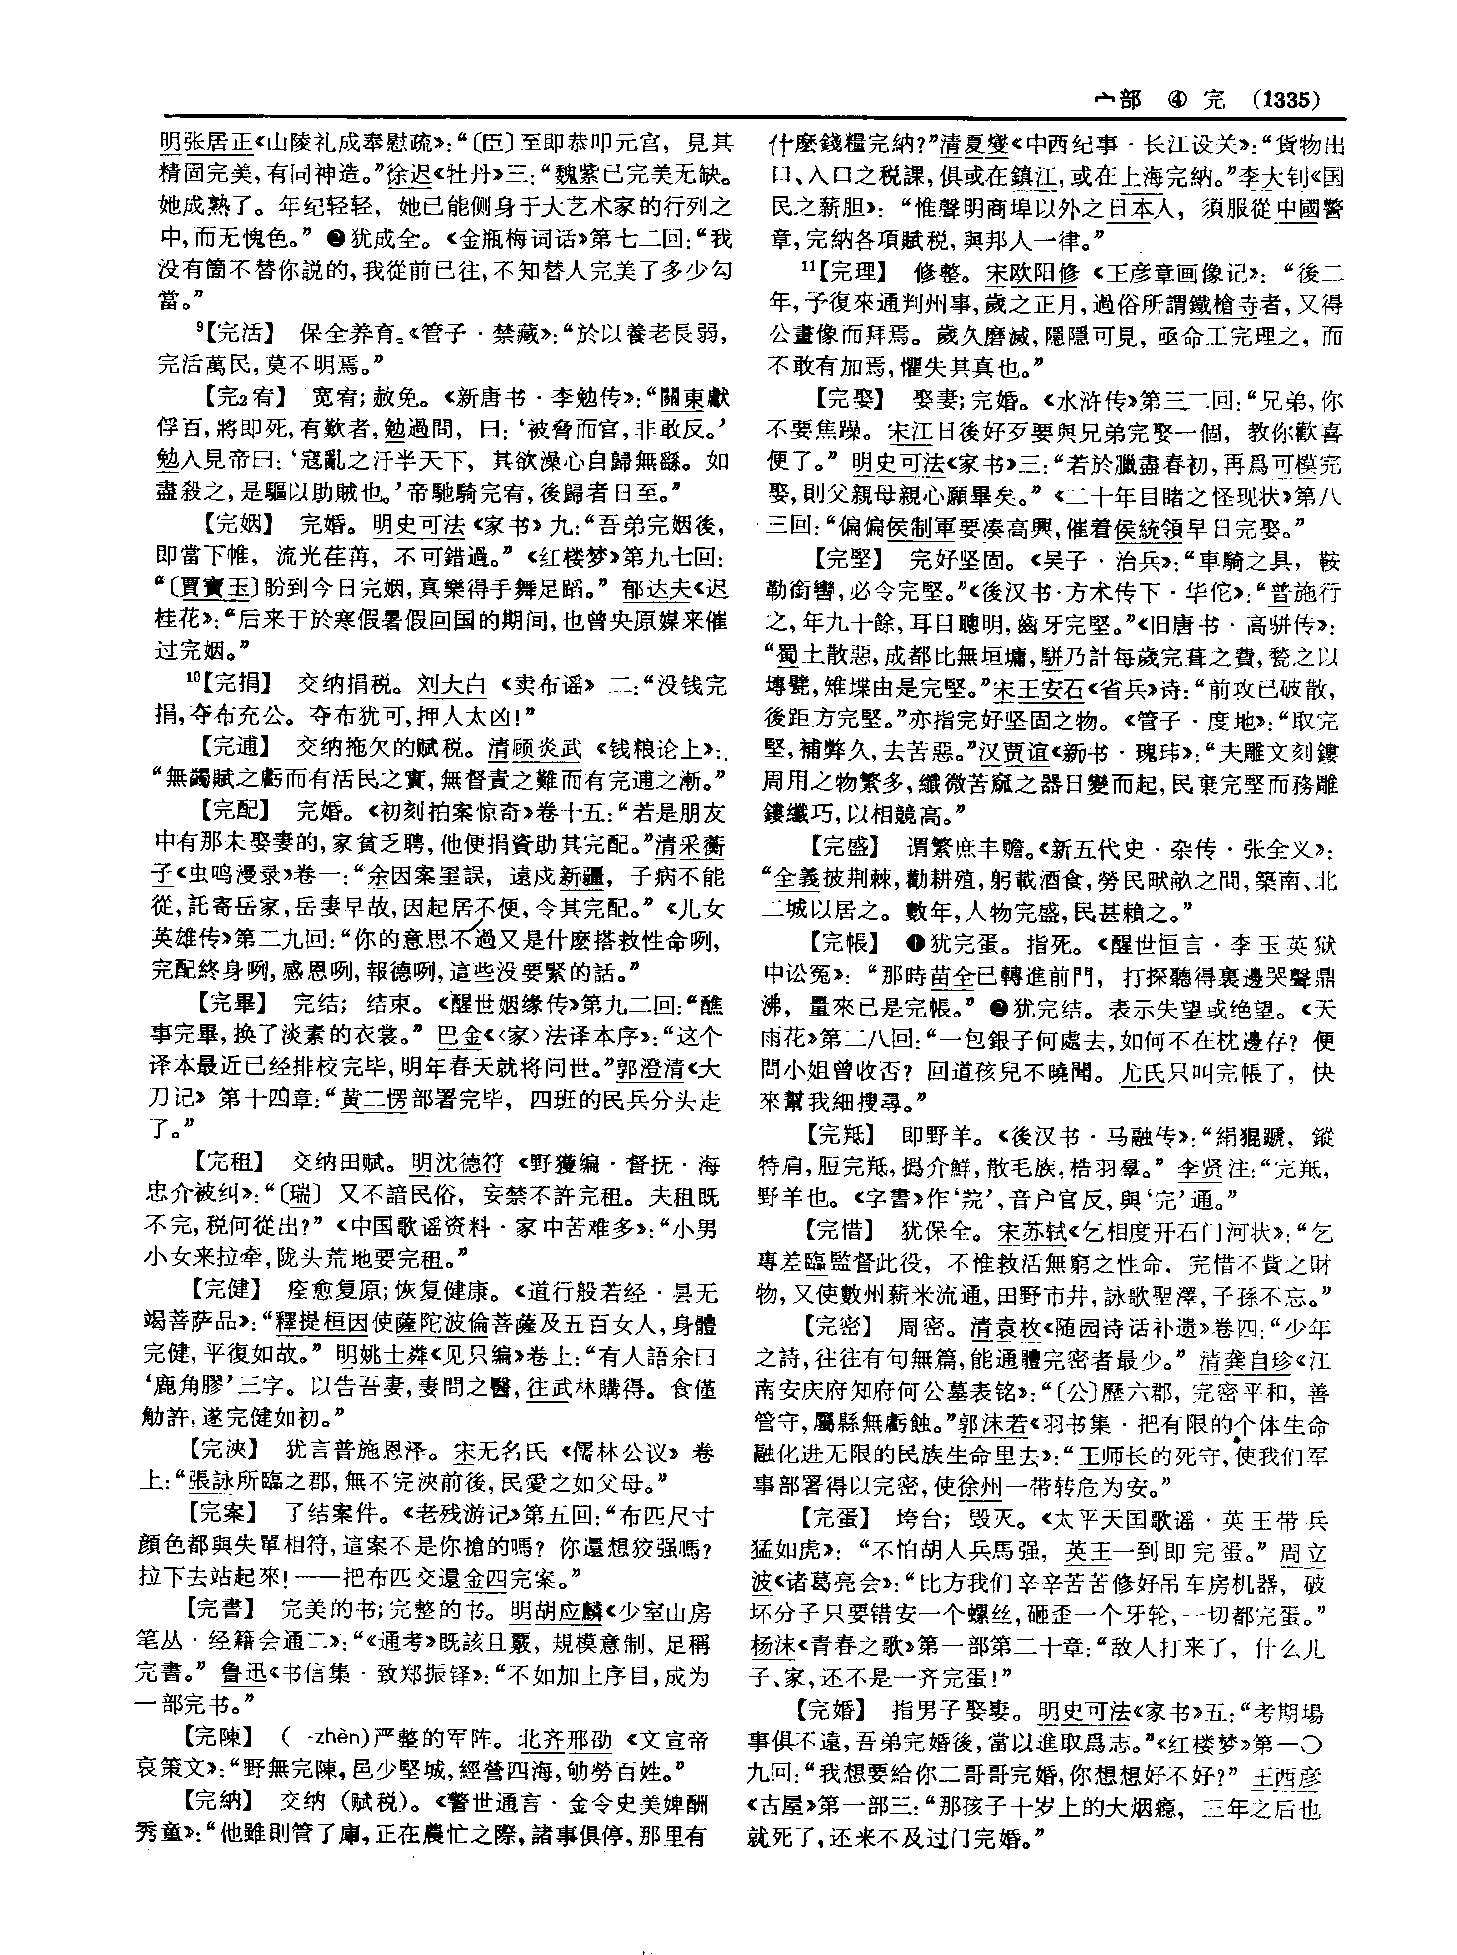 宀部 ④ 完 (1335)
明张居正《山陵礼成奉慰疏》:“〔臣〕至即恭叩元宫，見其
精固完美,有同神造。”徐迟《牡丹》三:“魏紫已完美无缺。
她成熟了。年纪轻轻，她已能侧身于大艺术家的行列之
中,而无愧色。”❷犹成全。《金瓶梅词话》第七二回:“我
没有箇不替你説的,我從前已往,不知替人完美了多少勾
當。”
⁹【完活】 保全养育。《管子·禁藏》:“於以養老長弱，
完活萬民,莫不明焉。”
【完₂宥】 宽宥;赦免。《新唐书·李勉传》:“關東獻
俘百,將即死,有歎者,勉過問，曰:‘被脅而官,非敢反。’
勉入見帝曰:‘寇亂之汙半天下，其欲澡心自歸無繇。如
盡殺之,是驅以助賊也。’帝馳騎完宥,後歸者日至。”
【完姻】 完婚。明史可法《家书》九:“吾弟完姻後，
即當下帷，流光荏苒，不可錯過。”《红楼梦》第九七回:
“〔賈寶玉〕盼到今日完姻,真樂得手舞足蹈。”郁达夫《迟
桂花》:“后来于於寒假暑假回国的期间,也曾央原媒来催
过完姻。”
¹⁰【完捐】 交纳捐税。刘大白《卖布谣》二:“没钱完
捐,夺布充公。夺布犹可,押人太凶!”
【完逋】 交纳拖欠的赋税。清顾炎武《钱粮论上》:
“無蠲賦之虧而有活民之實,無督責之難而有完逋之漸。”
【完配】 完婚。《初刻拍案惊奇》卷十五:“若是朋友
中有那未娶妻的,家貧乏聘,他便捐資助其完配。”清采蘅
子《虫鸣漫录》卷一:“余因案罣誤，遠戍新疆，子病不能
從,託寄岳家,岳妻早故,因起居不便,令其完配。”《儿女
英雄传》第二九回:“你的意思不過又是什麽搭救性命咧，
完配終身咧,感恩咧,報德咧,這些没要緊的話。”
【完畢】 完结；结束。《醒世姻缘传》第九二回:“醮
事完畢,换了淡素的衣裳。”巴金《〈家〉法译本序》:“这个
译本最近已经排校完毕,明年春天就将问世。”郭澄清《大
刀记》第十四章:“黄二愣部署完毕，四班的民兵分头走
了。”
【完租】 交纳田赋。明沈德符《野獲编·督抚·海
忠介被纠》:“〔瑞〕又不諳民俗，妄禁不許完租。夫租既
不完,税何從出?”《中国歌谣资料·家中苦难多》:“小男
小女来拉牵,陇头荒地要完租。”
【完健】 痊愈复原;恢复健康。《道行般若经·昙无
竭菩萨品》:“釋提桓因使薩陀波倫菩薩及五百女人,身體
完健,平復如故。”明姚士粦《见只编》卷上:“有人語余曰
‘鹿角膠’三字。以告吾妻,妻問之醫,往武林購得。食僅
觔許,遂完健如初。”
【完浹】 犹言普施恩泽。宋无名氏《儒林公议》卷
上:“張詠所臨之郡,無不完浹前後,民愛之如父母。”
【完案】 了结案件。《老残游记》第五回:“布匹尺寸
顔色都與失單相符,這案不是你搶的嗎？你還想狡强嗎？
拉下去站起來！——把布匹交還金四完案。”
【完書】 完美的书;完整的书。明胡应麟《少室山房
笔丛·经籍会通二》:“《通考》既該且覈，規模意制，足稱
完書。”鲁迅《书信集·致郑振铎》:“不如加上序目,成为
一部完书。”
【完陳】 (-zhèn)严整的军阵。北齐邢劭《文宣帝
哀策文》:“野無完陳,邑少堅城,經營四海,劬勞百姓。”
【完納】 交纳（赋税）。《警世通言·金令史美婢酬
秀童》:“他雖則管了庫,正在農忙之際,諸事俱停,那里有
什麽錢糧完納?”清夏燮《中西纪事·长江设关》:“貨物出
口、入口之税課,俱或在鎮江,或在上海完納。”李大钊《国
民之薪胆》:“惟聲明商埠以外之日本人，須服從中國警
章,完納各項賦税,與邦人一律。”
¹¹【完理】 修整。宋欧阳修《王彦章画像记》:“後二
年,予復來通判州事,歲之正月,過俗所謂鐵槍寺者,又得
公畫像而拜焉。歲久磨滅,隱隱可見，亟命工完理之，而
不敢有加焉,懼失其真也。”
【完娶】 娶妻;完婚。《水浒传》第三二回:“兄弟,你
不要焦躁。宋江日後好歹要與兄弟完娶一個，教你歡喜
便了。”明史可法《家书》三:“若於臘盡春初,再爲可模完
娶,則父親母親心願畢矣。”《二十年目睹之怪现状》第八
三回:“偏偏侯制軍要凑高興,催着侯統領早日完娶。”
【完堅】 完好坚固。《吴子·治兵》:“車騎之具，鞍
勒銜轡,必令完堅。”《後汉书·方术传下·华佗》:“普施行
之,年九十餘,耳目聰明,齒牙完堅。”《旧唐书·高骈传》:
“蜀土散惡,成都比無垣墉,駢乃計每歲完葺之費,甃之以
塼甓,雉堞由是完堅。”宋王安石《省兵》诗:“前攻已破散，
後距方完堅。”亦指完好坚固之物。《管子·度地》:“取完
堅,補弊久,去苦惡。”汉贾谊《新书·瑰玮》:“夫雕文刻鏤
周用之物繁多,纖微苦窳之器日變而起,民棄完堅而務雕
鏤纖巧,以相競高。”
【完盛】 谓繁庶丰赡。《新五代史·杂传·张全义》:
“全義披荆棘,勸耕殖,躬載酒食,勞民畎畝之間,築南、北
二城以居之。數年,人物完盛,民甚賴之。”
【完帳】 ❶犹完蛋。指死。《醒世恒言·李玉英狱
中讼冤》:“那時苗全已轉進前門，打探聽得裏邊哭聲鼎
沸，量來已是完帳。”❷犹完结。表示失望或绝望。《天
雨花》第二八回:“一包銀子何處去,如何不在枕邊存？便
問小姐曾收否？回道孩兒不曉聞。尤氏只叫完帳了，快
來幫我細搜尋。”
【完羝】 即野羊。《後汉书·马融传》:“絹猑蹏，鏦
特肩,脰完羝,撝介鮮,散毛族,梏羽羣。”李贤注:“完羝，
野羊也。《字書》作‘羦’,音户官反,與‘完’通。”
【完惜】 犹保全。宋苏轼《乞相度开石门河状》:“乞
專差臨監督此役，不惟救活無窮之性命，完惜不貲之財
物,又使數州薪米流通,田野市井,詠歌聖澤,子孫不忘。”
【完密】 周密。清袁枚《随园诗话补遗》卷四:“少年
之詩,往往有句無篇,能通體完密者最少。”清龚自珍《江
南安庆府知府何公墓表铭》:“〔公〕歷六郡，完密平和，善
管守,屬縣無虧蝕。”郭沫若《羽书集·把有限的个体生命
融化进无限的民族生命里去》:“王师长的死守,使我们军
事部署得以完密,使徐州一带转危为安。”
【完蛋】 垮台；毁灭。《太平天国歌谣·英王带兵
猛如虎》:“不怕胡人兵馬强，英王一到即完蛋。”周立
波《诸葛亮会》:“比方我们辛辛苦苦修好吊车房机器，破
坏分子只要错安一个螺丝,砸歪一个牙轮,一切都完蛋。”
杨沫《青春之歌》第一部第二十章:“敌人打来了，什么儿
子、家,还不是一齐完蛋!”
【完婚】 指男子娶妻。明史可法《家书》五:“考期場
事俱不遠,吾弟完婚後,當以進取爲志。”《红楼梦》第一〇
九回:“我想要给你二哥哥完婚,你想想好不好?”王西彦
《古屋》第一部三:“那孩子十岁上的大烟瘾，三年之后也
就死了,还来不及过门完婚。”